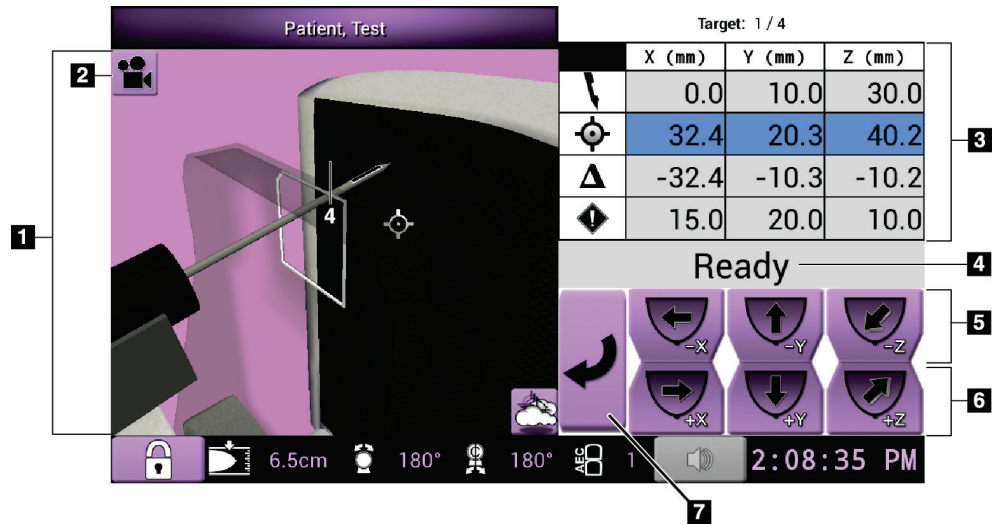 Patient, Test
Target: 1 / 4
X (mm) Y (mm) Z (mm)
0.0 10.0 30.0
32.4 20.3 40.2
Δ -32.4 -10.3 -10.2
! 15.0 20.0 10.0
Ready
4
-X -Y -Z
+X +Y +Z
6.5cm 180° C 180° AEC 1 2:08:35 PM
1
2
3
4
5
6
7